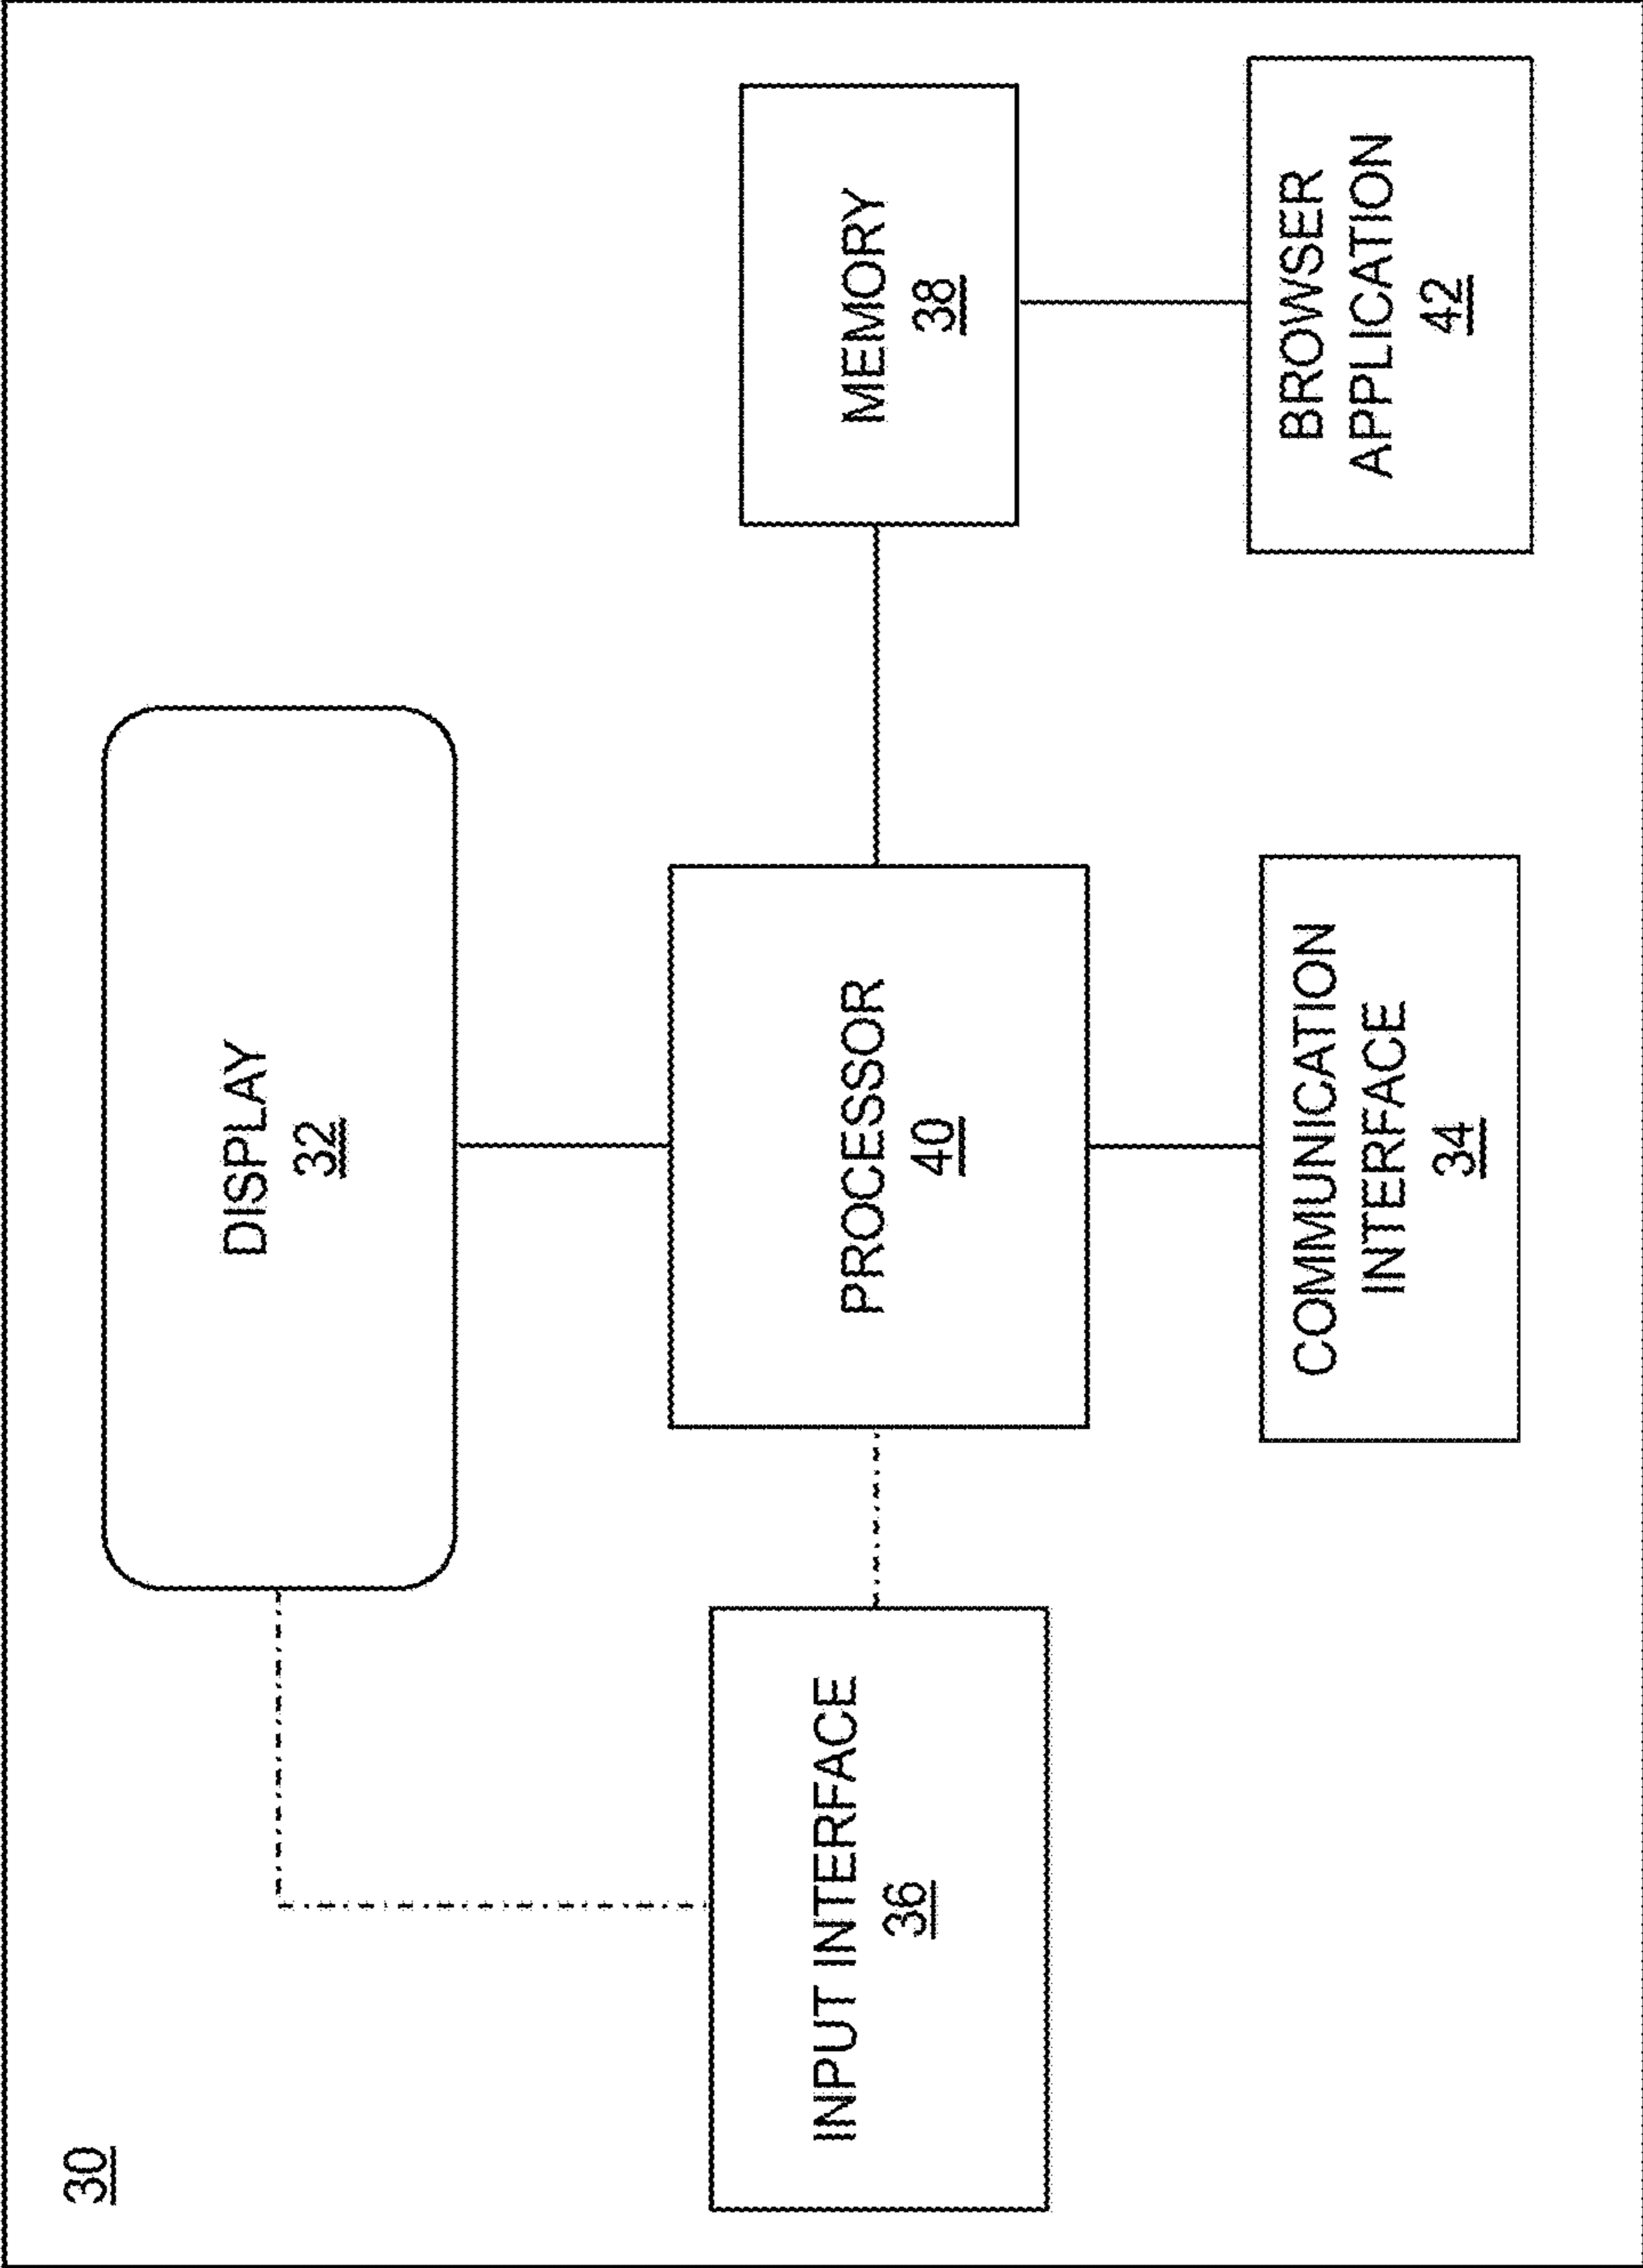 30
DISPLAY
32
INPUT INTERFACE
36
PROCESSOR
40
MEMORY
38
COMMUNICATION
INTERFACE
34
BROWSER
APPLICATION
42